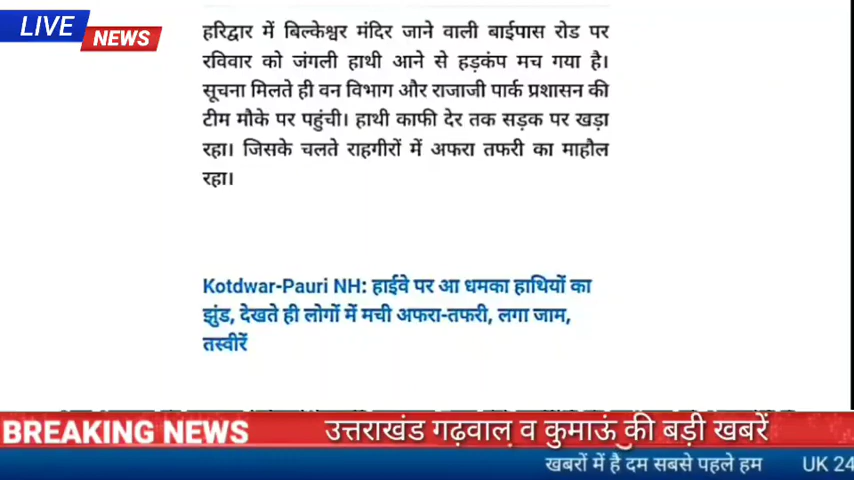 LIVE
NEWS
हरिद्वार में बिल्केश्वर मंदिर जाने वाली बाईपास रोड पर
रविवार को जंगली हाथी आने से हड़कंप मच गया है।
सूचना मिलते ही वन विभाग और राजाजी पार्क प्रशासन की
टीम मौके पर पहुंची। हाथी काफी देर तक सड़क पर खड़ा
रहा। जिसके चलते राहगीरों में अफरा तफरी का माहौल
रहा।
Kotdwar-Pauri NH: हाईवे पर आ धमका हाथियों का
झुंड, देखते ही लोगों में मची अफरा-तफरी, लगा जाम,
तस्वीरें
BREAKING NEWS उत्तराखंड गढ़वाल व कुमाऊं की बड़ी खबरें
खबरों में है दम सबसे पहले हम UK 24